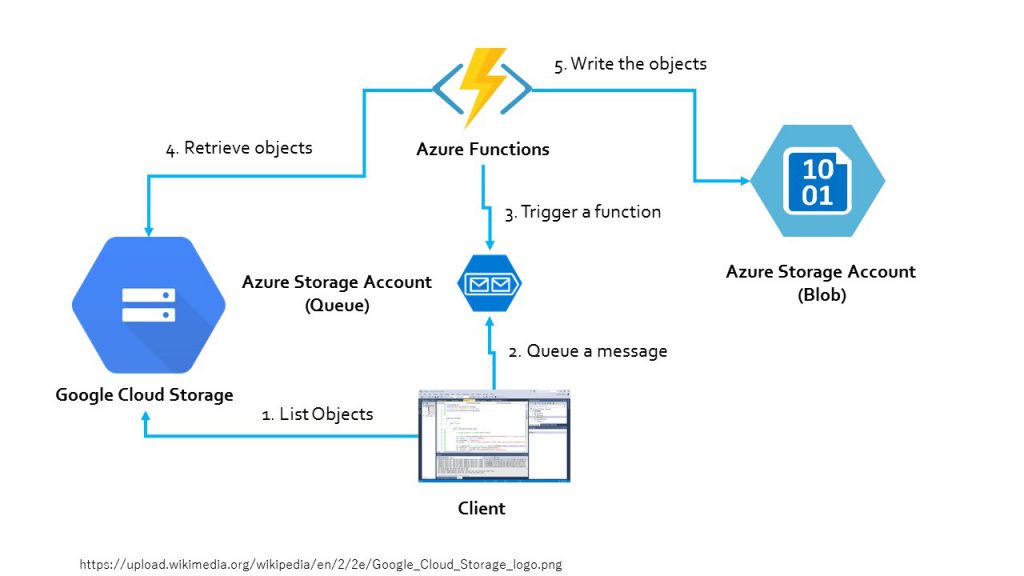 5. Write the objects
4. Retrieve objects
Azure Functions
10
01
3. Trigger a function
Azure Storage Account
(Queue)
Azure Storage Account
(Blob)
2. Queue a message
Google Cloud Storage
1. List Objects
Client
https://upload.wikimedia.org/wikipedia/en/2/2e/Google_Cloud_Storage_logo.png